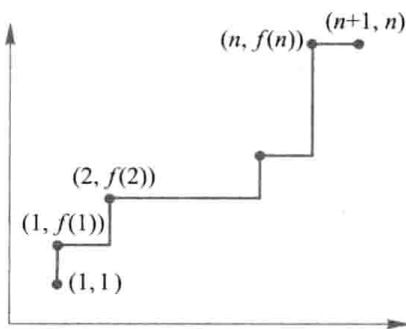 (n+1, n)
(n, f(n))
(2, f(2))
(1, f(1))
(1, 1)